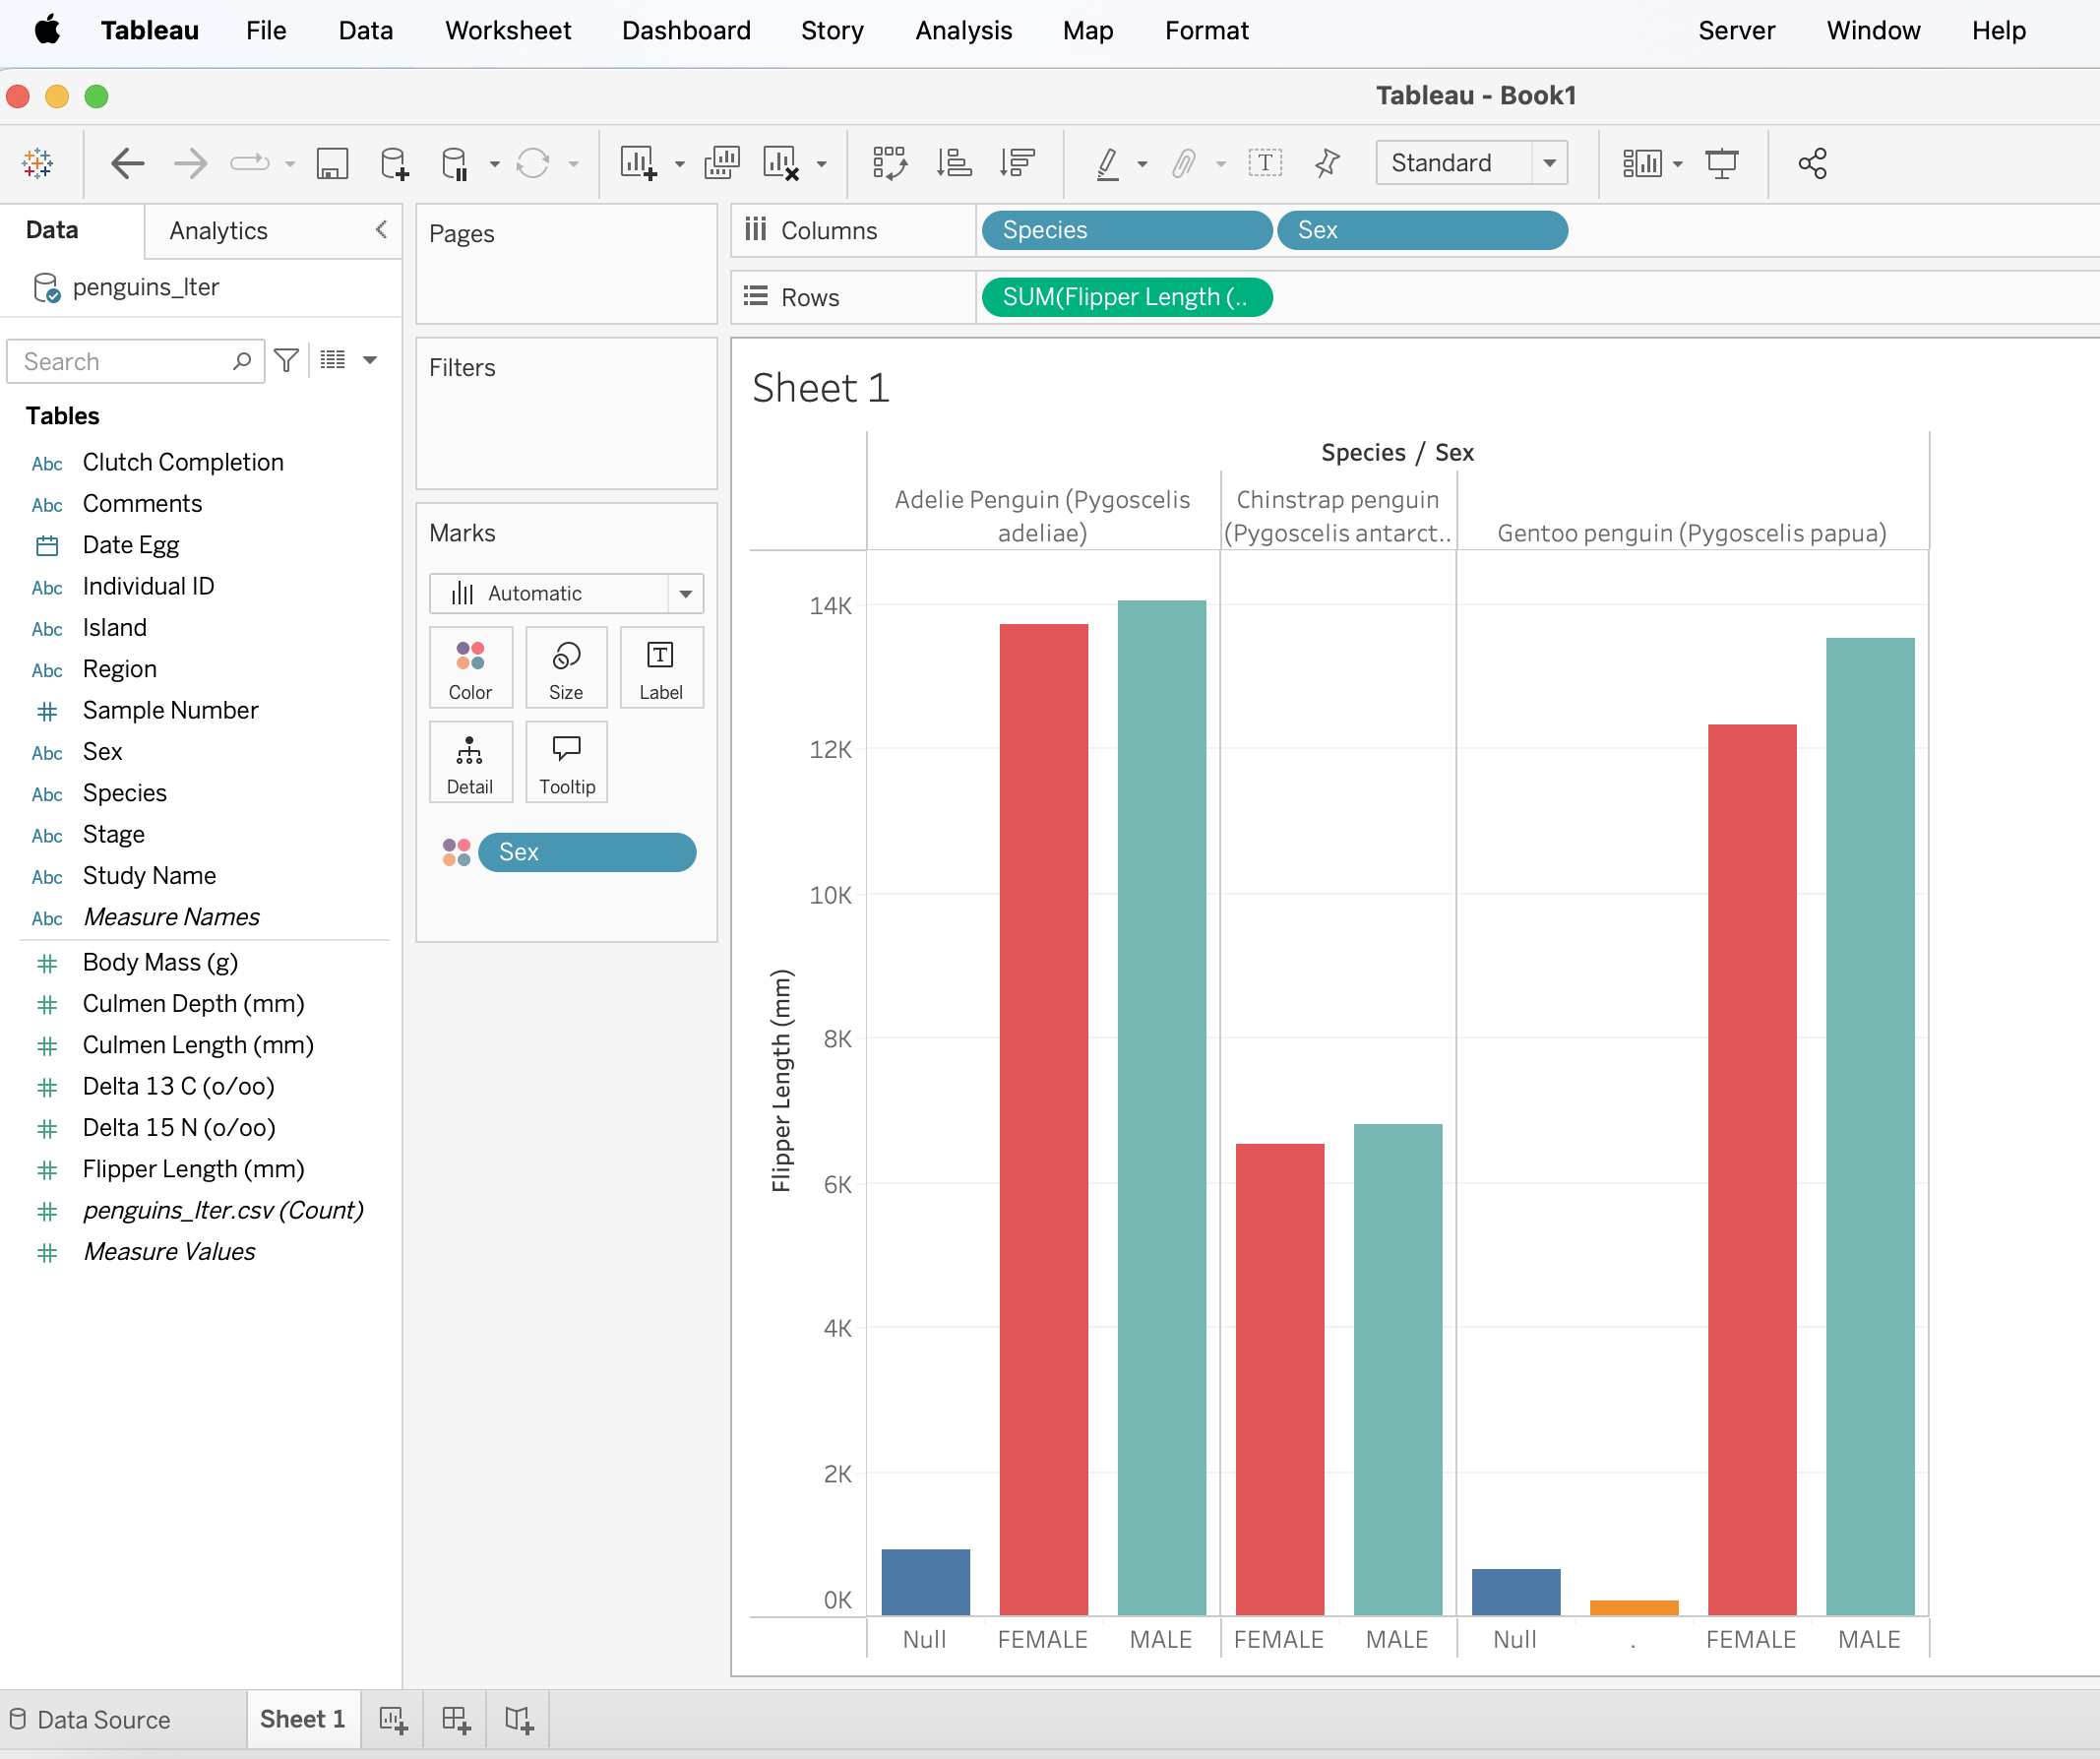 Tableau File Data Worksheet Dashboard Story Analysis Map Format Server Window Help
Tableau - Book1
Standard
Data Analytics
penguins_lter
Search
Tables
Abc Clutch Completion
Abc Comments
Date Egg
Abc Individual ID
Abc Island
Abc Region
# Sample Number
Abc Sex
Abc Species
Abc Stage
Abc Study Name
Abc Measure Names
# Body Mass (g)
# Culmen Depth (mm)
# Culmen Length (mm)
# Delta 13 C (o/oo)
# Delta 15 N (o/oo)
# Flipper Length (mm)
# penguins_lter.csv (Count)
# Measure Values
Pages
Filters
Marks
Automatic
Color Size Label
Detail Tooltip
Sex
Columns Species Sex
Rows SUM(Flipper Length (..
Sheet 1
Species / Sex
Adelie Penguin (Pygoscelis
adeliae)
Chinstrap penguin
(Pygoscelis antarct..
Gentoo penguin (Pygoscelis papua)
Flipper Length (mm)
14K
12K
10K
8K
6K
4K
2K
0K
Null FEMALE MALE FEMALE MALE Null . FEMALE MALE
Data Source Sheet 1